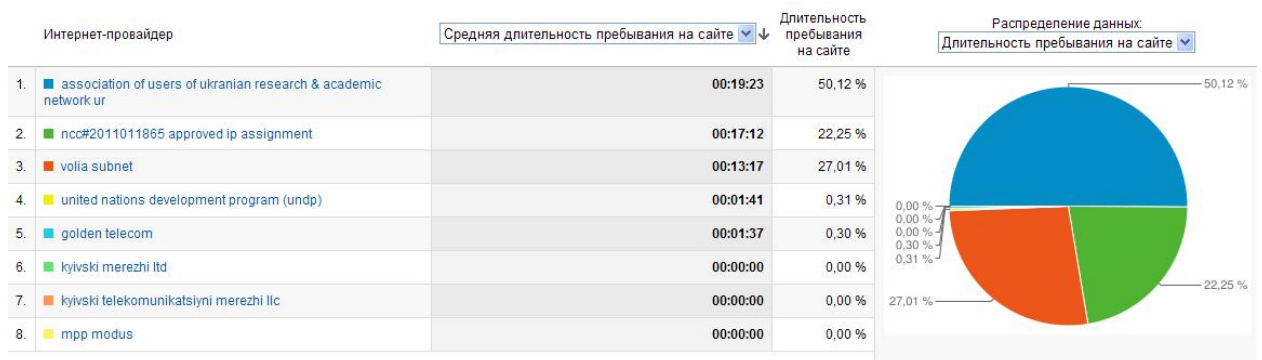 Интернет-провайдер
Средняя длительность пребывания на сайте
Длительность
пребывания
на сайте
Распределение данных:
Длительность пребывания на сайте
1. association of users of ukranian research & academic
network ur 00:19:23 50,12 %
2. ncc#2011011865 approved ip assignment 00:17:12 22,25 %
3. volia subnet 00:13:17 27,01 %
4. united nations development program (undp) 00:01:41 0,31 %
5. golden telecom 00:01:37 0,30 %
6. kyivski merezhi ltd 00:00:00 0,00 %
7. kyivski telekomunikatsiyni merezhi llc 00:00:00 0,00 %
8. mpp modus 00:00:00 0,00 %
50,12 %
0,00 %
0,00 %
0,00 %
0,30 %
0,31 %
22,25 %
27,01 %